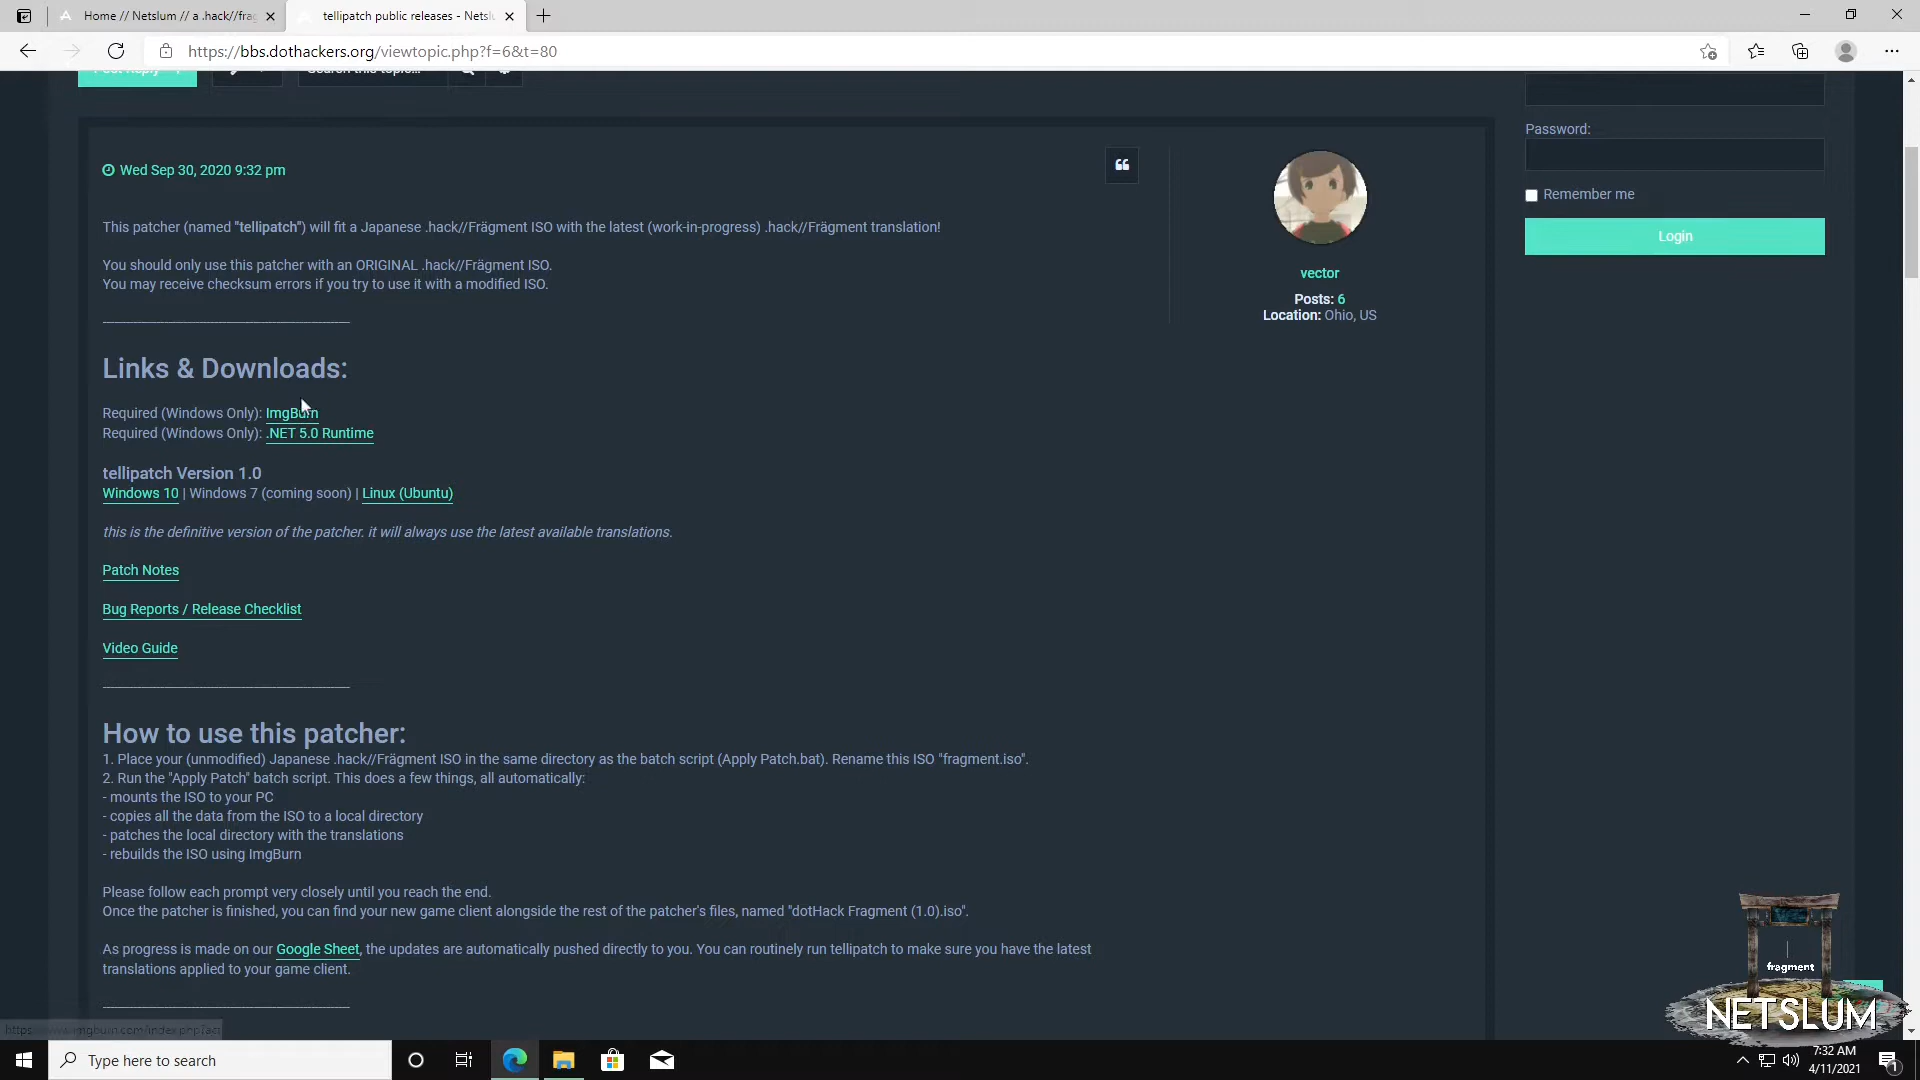 Home // Netslum // a .hack//frag
tellipatch public releases - Netslu
https://bbs.dothackers.org/viewtopic.php?f=6&t=80
Post Reply
Search this topic…
Password:
Remember me
Login
Wed Sep 30, 2020 9:32 pm
vector
Posts: 6
Location: Ohio, US
This patcher (named "tellipatch") will fit a Japanese .hack//Frägment ISO with the latest (work-in-progress) .hack//Frägment translation!
You should only use this patcher with an ORIGINAL .hack//Frägment ISO.
You may receive checksum errors if you try to use it with a modified ISO.
Links & Downloads:
Required (Windows Only): ImgBurn
Required (Windows Only): .NET 5.0 Runtime
tellipatch Version 1.0
Windows 10 | Windows 7 (coming soon) | Linux (Ubuntu)
this is the definitive version of the patcher. it will always use the latest available translations.
Patch Notes
Bug Reports / Release Checklist
Video Guide
How to use this patcher:
1. Place your (unmodified) Japanese .hack//Frägment ISO in the same directory as the batch script (Apply Patch.bat). Rename this ISO "fragment.iso".
2. Run the "Apply Patch" batch script. This does a few things, all automatically:
- mounts the ISO to your PC
- copies all the data from the ISO to a local directory
- patches the local directory with the translations
- rebuilds the ISO using ImgBurn
Please follow each prompt very closely until you reach the end.
Once the patcher is finished, you can find your new game client alongside the rest of the patcher's files, named "dotHack Fragment (1.0).iso".
As progress is made on our Google Sheet, the updates are automatically pushed directly to you. You can routinely run tellipatch to make sure you have the latest
translations applied to your game client.
fragment
NETSLUM
Type here to search
7:32 AM
4/11/2021
1